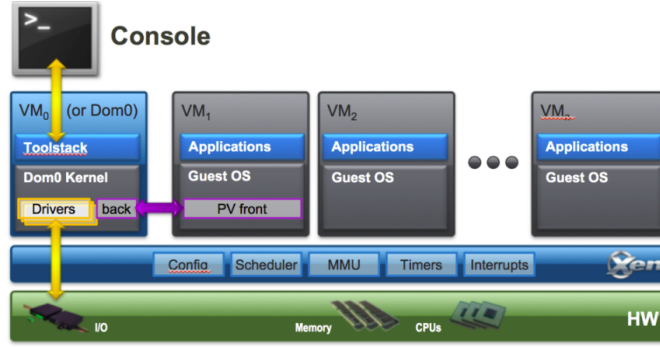 >_
Console
VM0 (or Dom0)
VM1
VM2
Toolstack
Applications
Applications
Applications
Dom0 Kernel
Guest OS
Guest OS
Guest OS
Drivers
back
PV front
Config
Scheduler
MMU
Timers
Interrupts
Xen
I/O
Memory
CPUs
HW